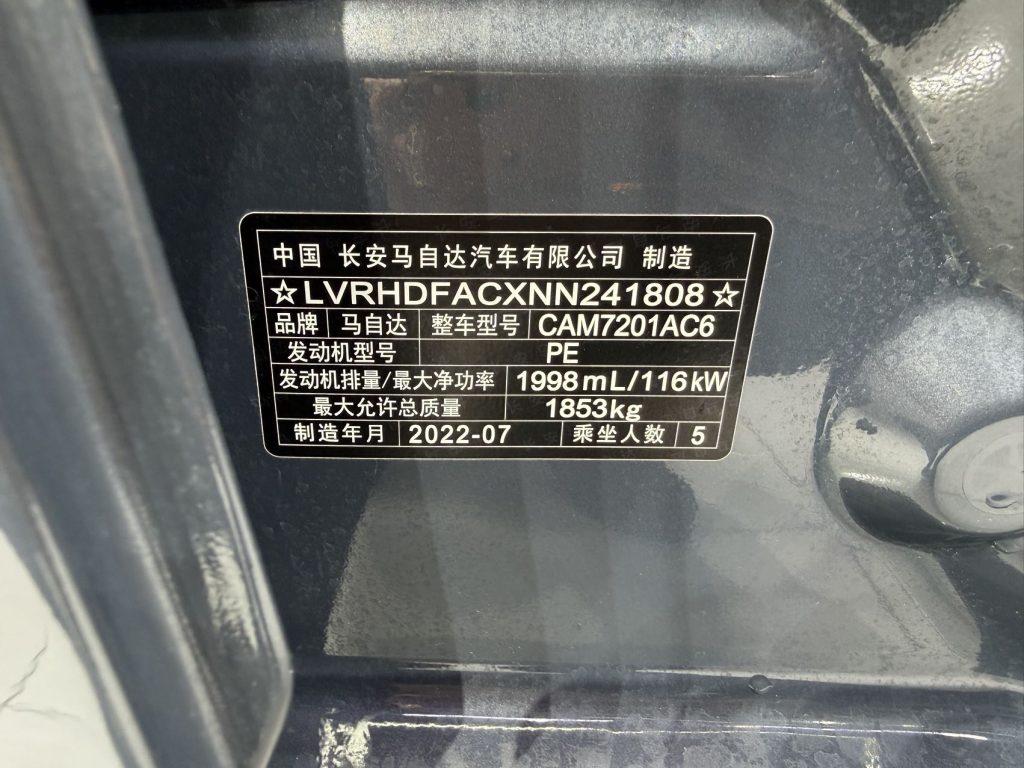 中国 长安马自达汽车有限公司 制造
☆LVRHDFACXNN241808☆
品牌 马自达 整车型号 CAM7201AC6
发动机型号 PE
发动机排量/最大净功率 1998mL/116kW
最大允许总质量 1853kg
制造年月 2022-07 乘坐人数 5